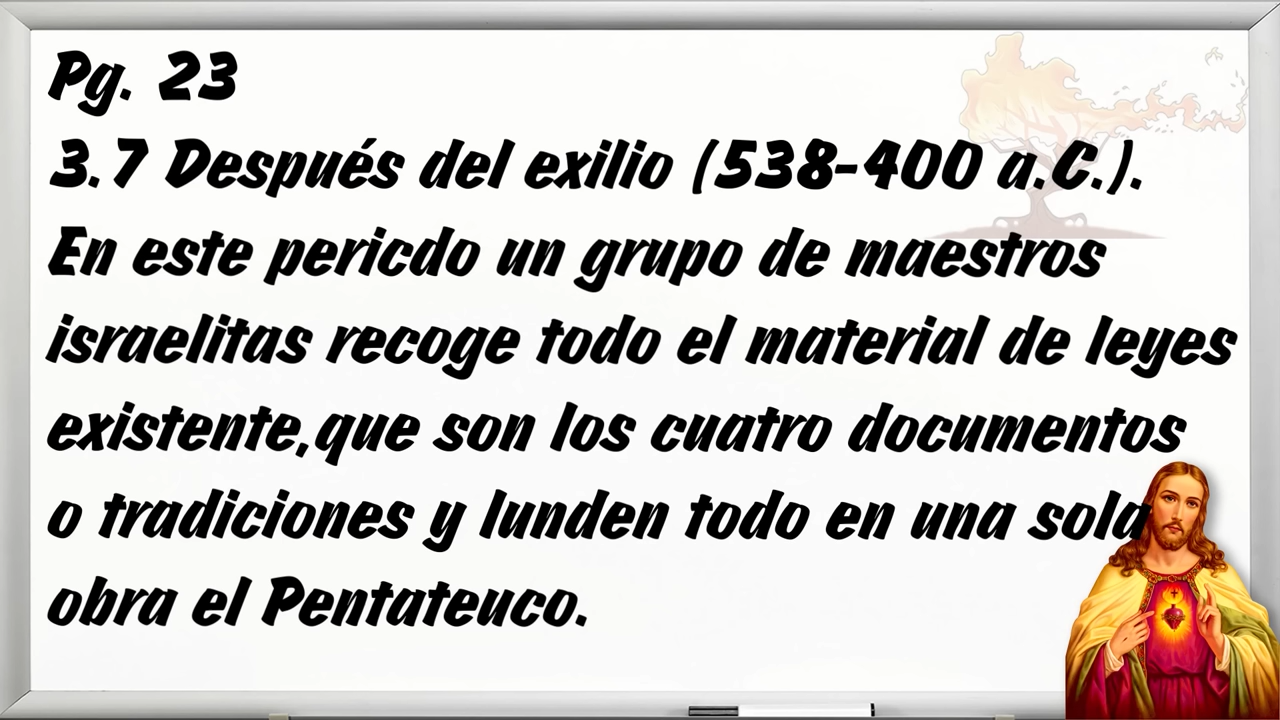 Pg. 23
3.7 Después del exilio (538-400 a.C.).
En este pericdo un grupo de maestros
israelitas recoge todo el material de leyes
existente,que son los cuatro documentos
o tradiciones y lunden todo en una sola
obra el Pentateuco.